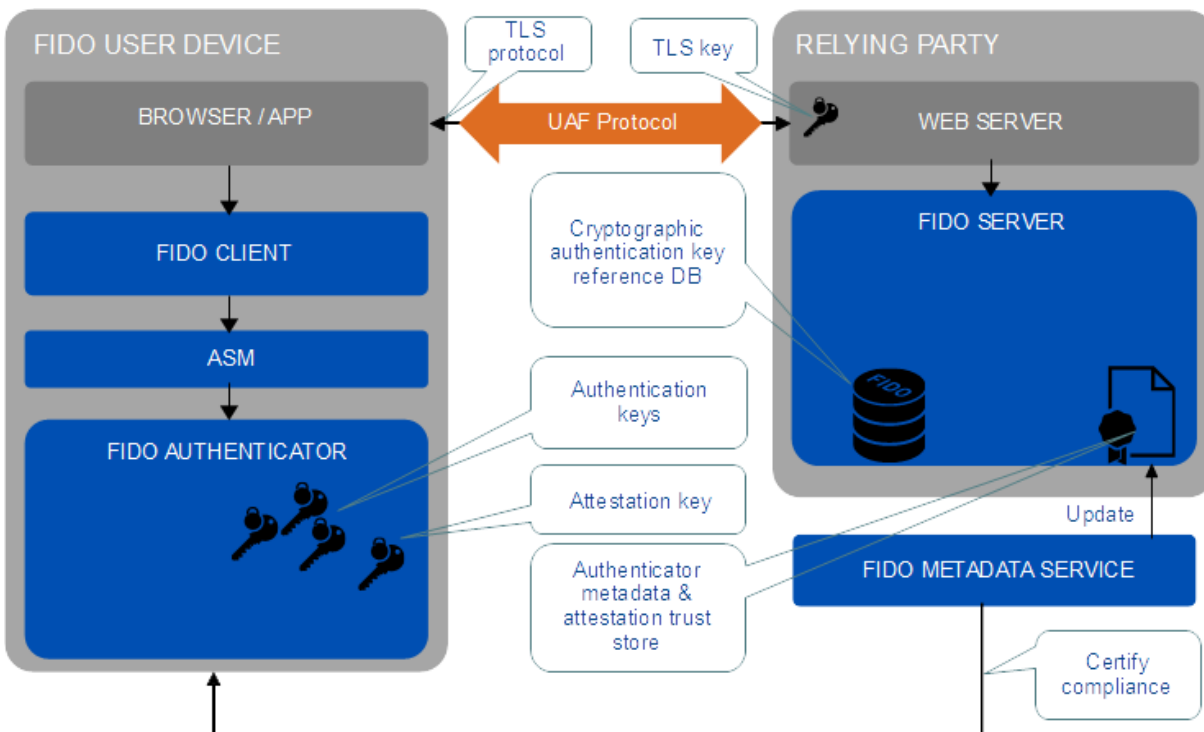 FIDO USER DEVICE
TLS
protocol
TLS key
RELYING PARTY
BROWSER / APP
UAF Protocol
WEB SERVER
FIDO CLIENT
Cryptographic
authentication key
reference DB
FIDO SERVER
ASM
FIDO
Authentication
keys
FIDO AUTHENTICATOR
Attestation key
Update
Authenticator
metadata &
attestation trust
store
FIDO METADATA SERVICE
Certify
compliance